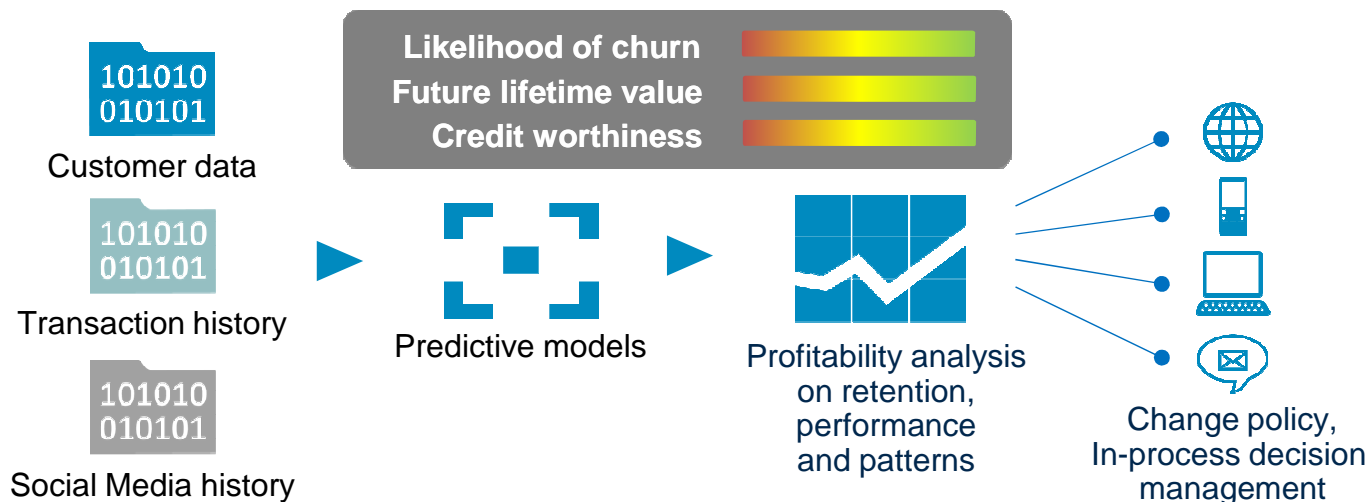 Likelihood of churn
Future lifetime value
Credit worthiness
101010
010101
Customer data
101010
010101
Transaction history
101010
010101
Social Media history
Predictive models
Profitability analysis
on retention,
performance
and patterns
Change policy,
In-process decision
management